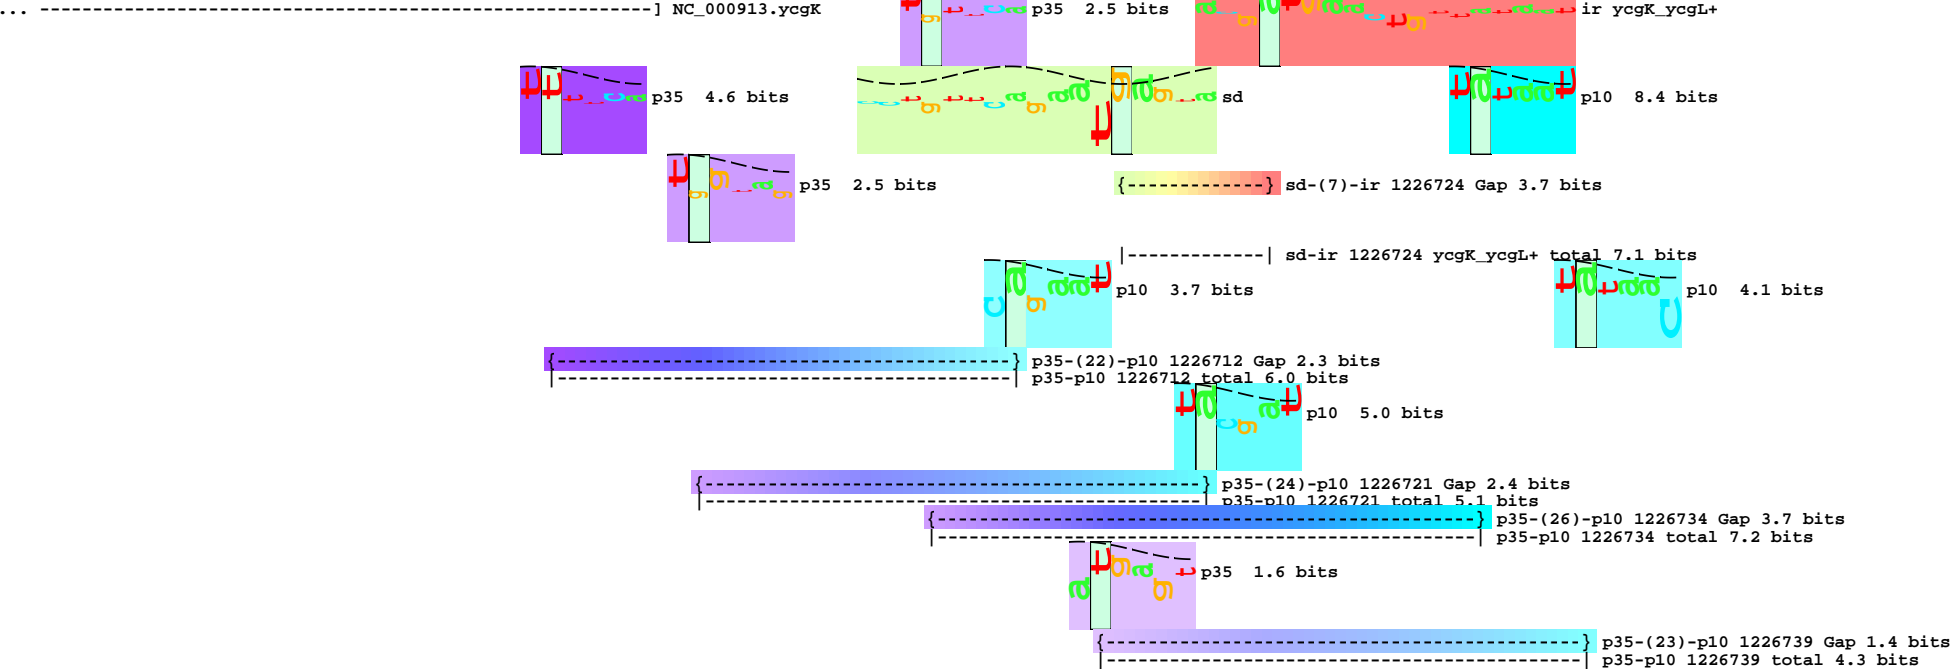 ... ----------------------------------------------------------] NC_000913.ycgK
p35 2.5 bits
ir ycgK_ycgL+
p35 4.6 bits
sd
p10 8.4 bits
p35 2.5 bits
{-------------} sd-(7)-ir 1226724 Gap 3.7 bits
|-------------| sd-ir 1226724 ycgK_ycgL+ total 7.1 bits
p10 3.7 bits
p10 4.1 bits
{-------------------------------------------} p35-(22)-p10 1226712 Gap 2.3 bits
|-------------------------------------------| p35-p10 1226712 total 6.0 bits
p10 5.0 bits
{-----------------------------------------------} p35-(24)-p10 1226721 Gap 2.4 bits
|-----------------------------------------------| p35-p10 1226721 total 5.1 bits
{---------------------------------------------------} p35-(26)-p10 1226734 Gap 3.7 bits
|---------------------------------------------------| p35-p10 1226734 total 7.2 bits
p35 1.6 bits
{---------------------------------------------} p35-(23)-p10 1226739 Gap 1.4 bits
|---------------------------------------------| p35-p10 1226739 total 4.3 bits